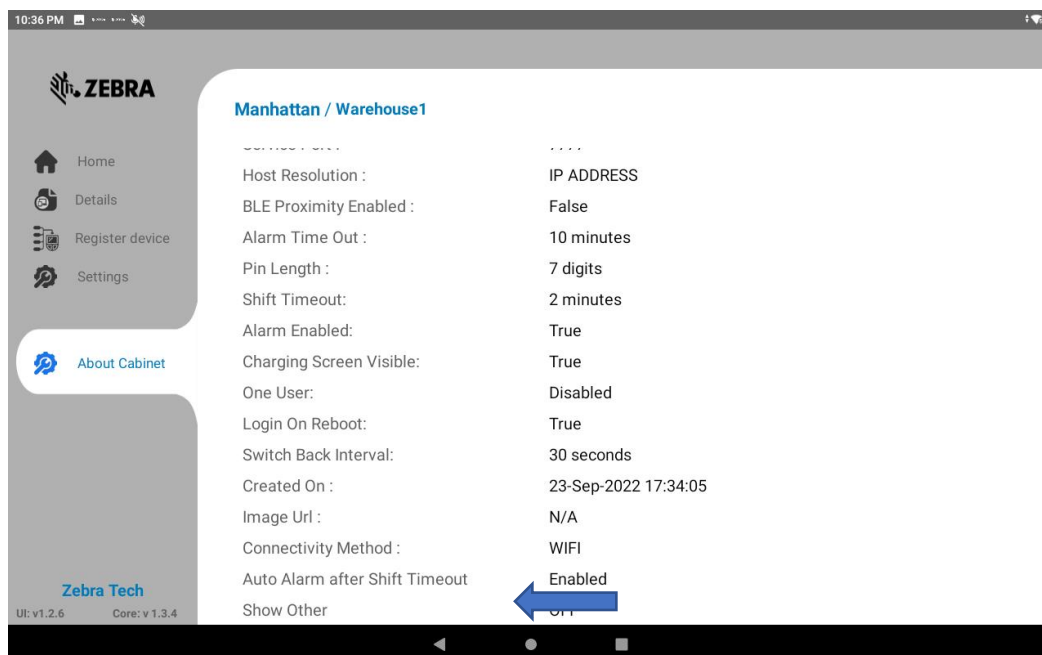 10:36 PM
ZEBRA
Manhattan / Warehouse1
Home
Details
Register device
Settings
About Cabinet
Zebra Tech
UI: v1.2.6 Core: v 1.3.4
Host Resolution : IP ADDRESS
BLE Proximity Enabled : False
Alarm Time Out : 10 minutes
Pin Length : 7 digits
Shift Timeout: 2 minutes
Alarm Enabled: True
Charging Screen Visible: True
One User: Disabled
Login On Reboot: True
Switch Back Interval: 30 seconds
Created On : 23-Sep-2022 17:34:05
Image Url : N/A
Connectivity Method : WIFI
Auto Alarm after Shift Timeout Enabled
Show Other